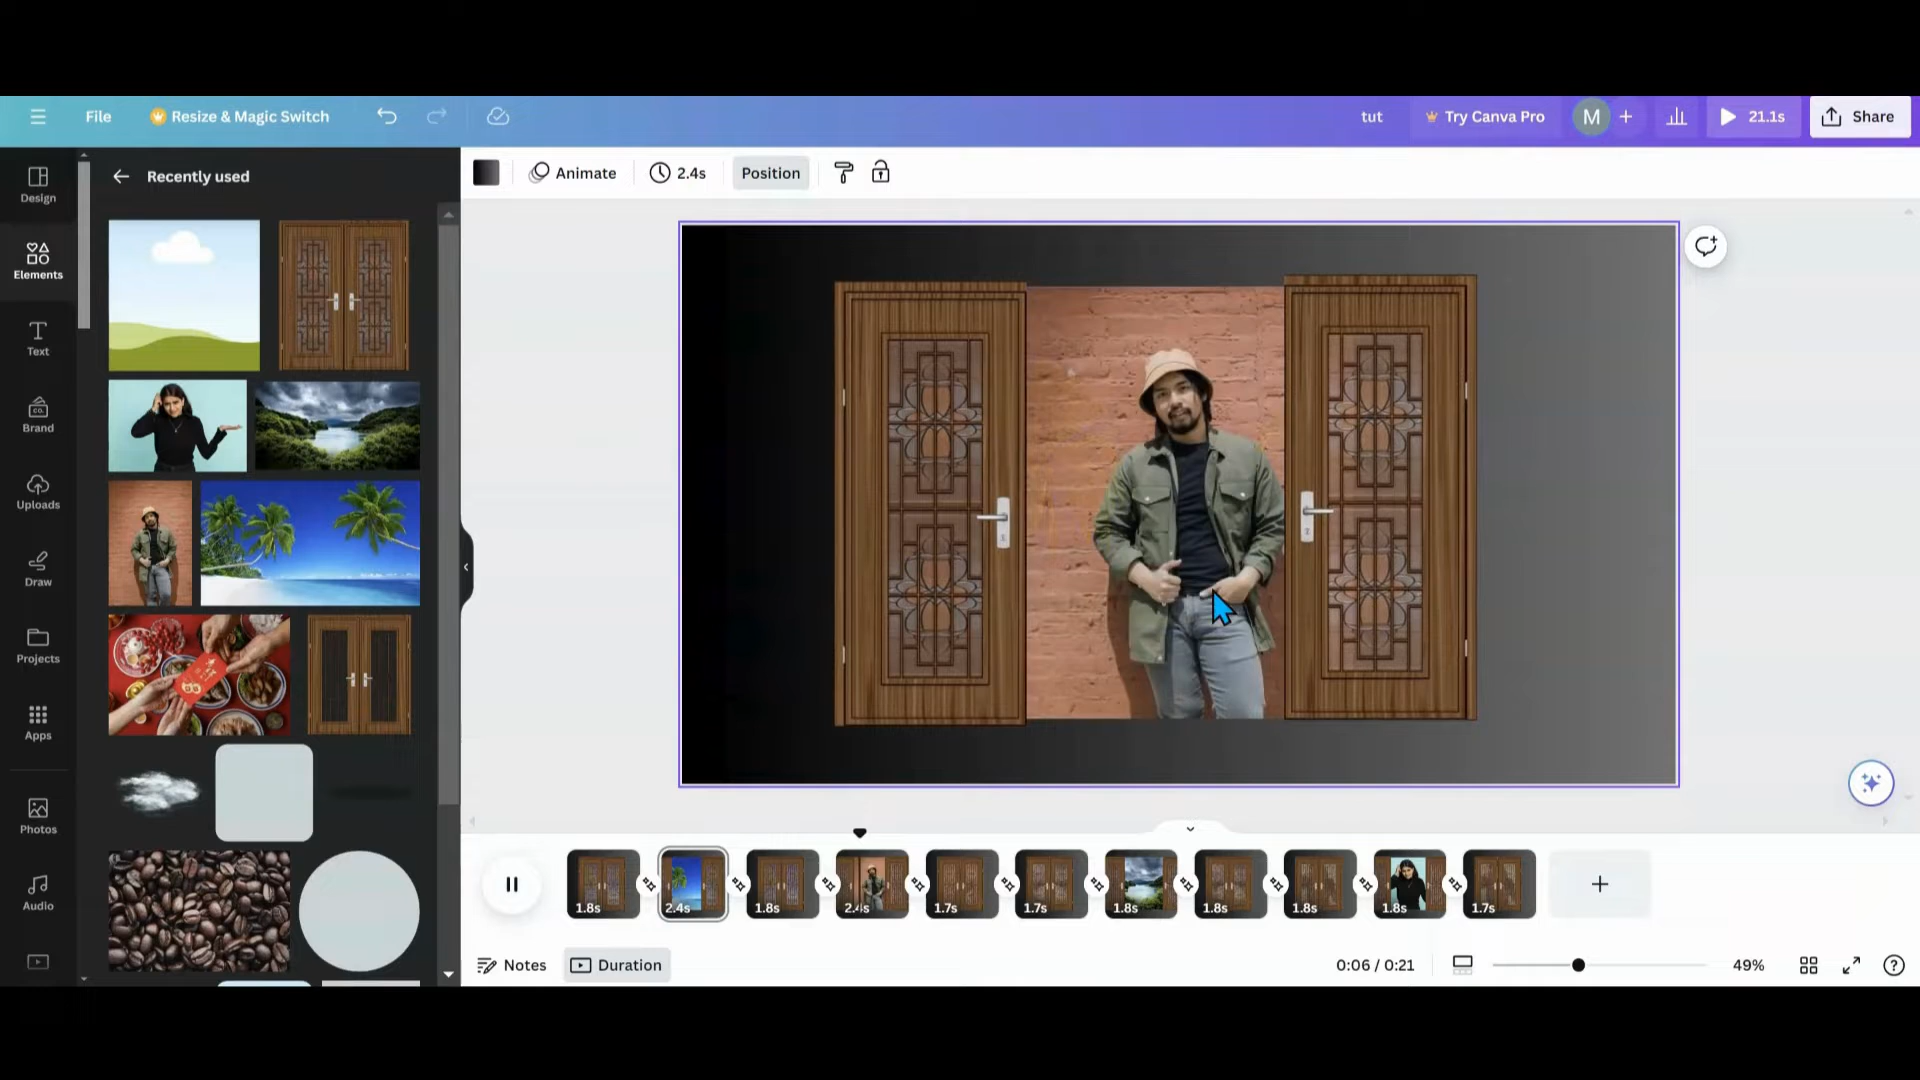 File
Resize & Magic Switch
tut
Try Canva Pro
M
21.1s
Share
Design
Elements
Text
Brand
Uploads
Draw
Projects
Apps
Photos
Audio
Recently used
Animate
2.4s
Position
1.8s
2.4s
1.8s
2.4s
1.7s
1.7s
1.8s
1.8s
1.8s
1.8s
1.7s
Notes
Duration
0:06 / 0:21
49%